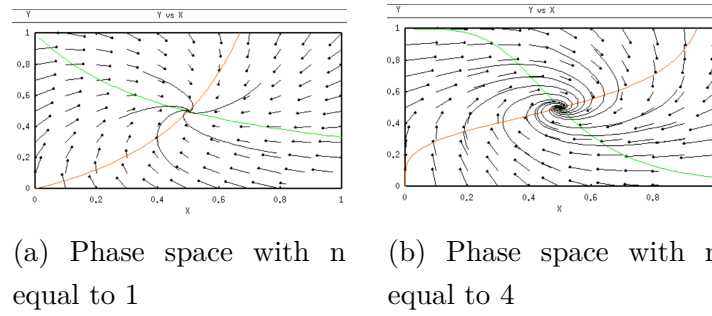 Y Y vs X
1
0.8
0.6
0.4
0.2
0
0 0.2 0.4 0.6 0.8 1
X
Y Y vs X
1
0.8
0.6
0.4
0.2
0
0 0.2 0.4 0.6 0.8
X
(a) Phase space with n
equal to 1
(b) Phase space with
equal to 4